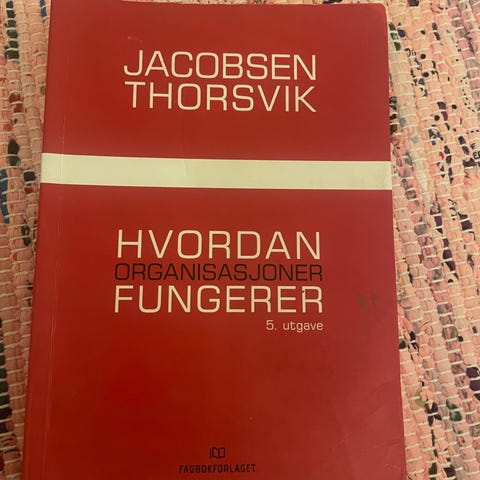 JACOBSEN
THORSVIK
HVORDAN
ORGANISASJONER
FUNGERER
5. utgave
FAGBOKFORLAGET